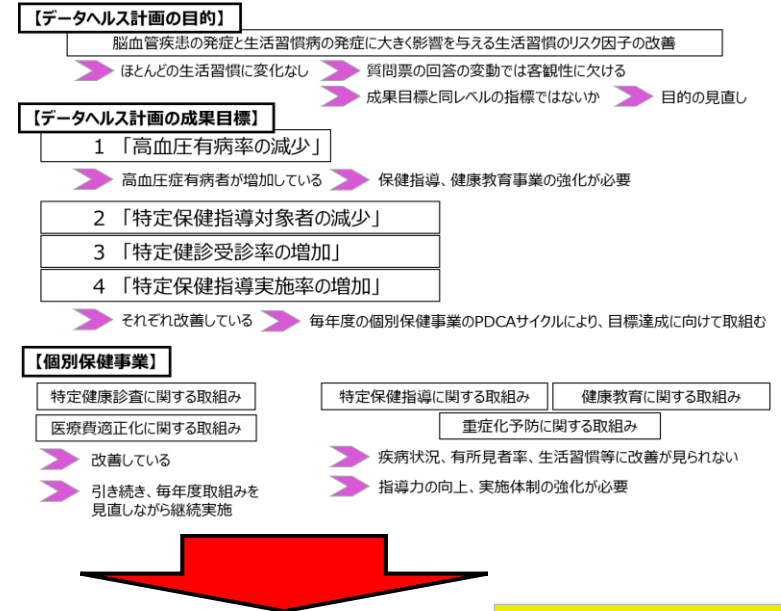 【データヘルス計画の目的】
脳血管疾患の発症と生活習慣病の発症に大きく影響を与える生活習慣のリスク因子の改善
ほとんどの生活習慣に変化なし 質問票の回答の変動では客観性に欠ける
成果目標と同レベルの指標ではないか 目的の見直し
【データヘルス計画の成果目標】
1 「高血圧有病率の減少」
高血圧症有病者が増加している 保健指導、健康教育事業の強化が必要
2 「特定保健指導対象者の減少」
3 「特定健診受診率の増加」
4 「特定保健指導実施率の増加」
それぞれ改善している 毎年度の個別保健事業のPDCAサイクルにより、目標達成に向けて取組む
【個別保健事業】
特定健康診査に関する取組み 特定保健指導に関する取組み 健康教育に関する取組み
医療費適正化に関する取組み 重症化予防に関する取組み
改善している 疾病状況、有所見者率、生活習慣等に改善が見られない
引き続き、毎年度取組みを 指導力の向上、実施体制の強化が必要
見直しながら継続実施